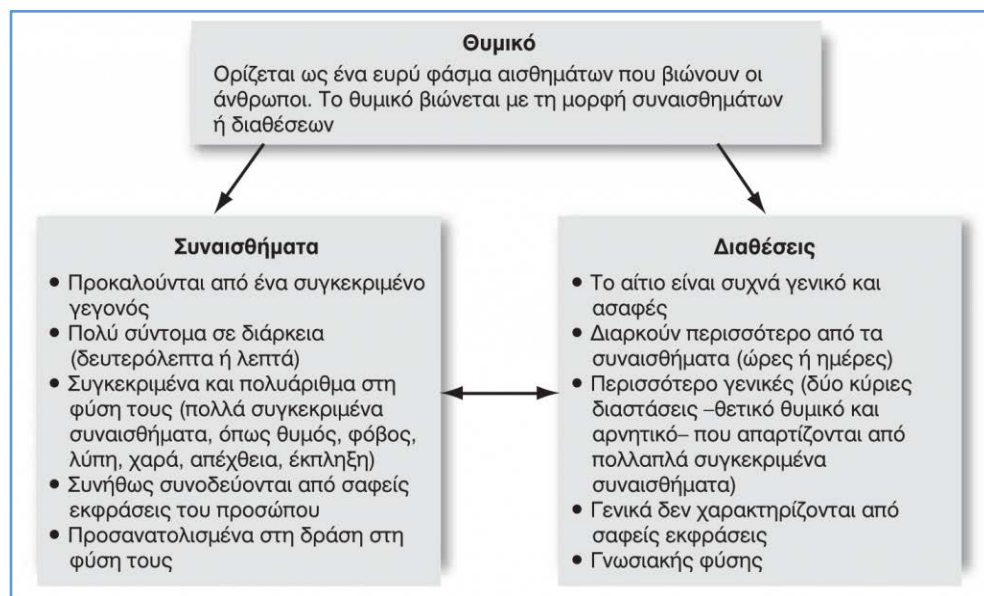 Θυμικό
Ορίζεται ως ένα ευρύ φάσμα αισθημάτων που βιώνουν οι
άνθρωποι. Το θυμικό βιώνεται με τη μορφή συναισθημάτων
ή διαθέσεων
Συναισθήματα
• Προκαλούνται από ένα συγκεκριμένο
γεγονός
• Πολύ σύντομα σε διάρκεια
(δευτερόλεπτα ή λεπτά)
• Συγκεκριμένα και πολυάριθμα στη
φύση τους (πολλά συγκεκριμένα
συναισθήματα, όπως θυμός, φόβος,
λύπη, χαρά, απέχθεια, έκπληξη)
• Συνήθως συνοδεύονται από σαφείς
εκφράσεις του προσώπου
• Προσανατολισμένα στη δράση στη
φύση τους
Διαθέσεις
• Το αίτιο είναι συχνά γενικό και
ασαφές
• Διαρκούν περισσότερο από τα
συναισθήματα (ώρες ή ημέρες)
• Περισσότερο γενικές (δύο κύριες
διαστάσεις –θετικό θυμικό και
αρνητικό– που απαρτίζονται από
πολλαπλά συγκεκριμένα
συναισθήματα)
• Γενικά δεν χαρακτηρίζονται από
σαφείς εκφράσεις
• Γνωσιακής φύσης